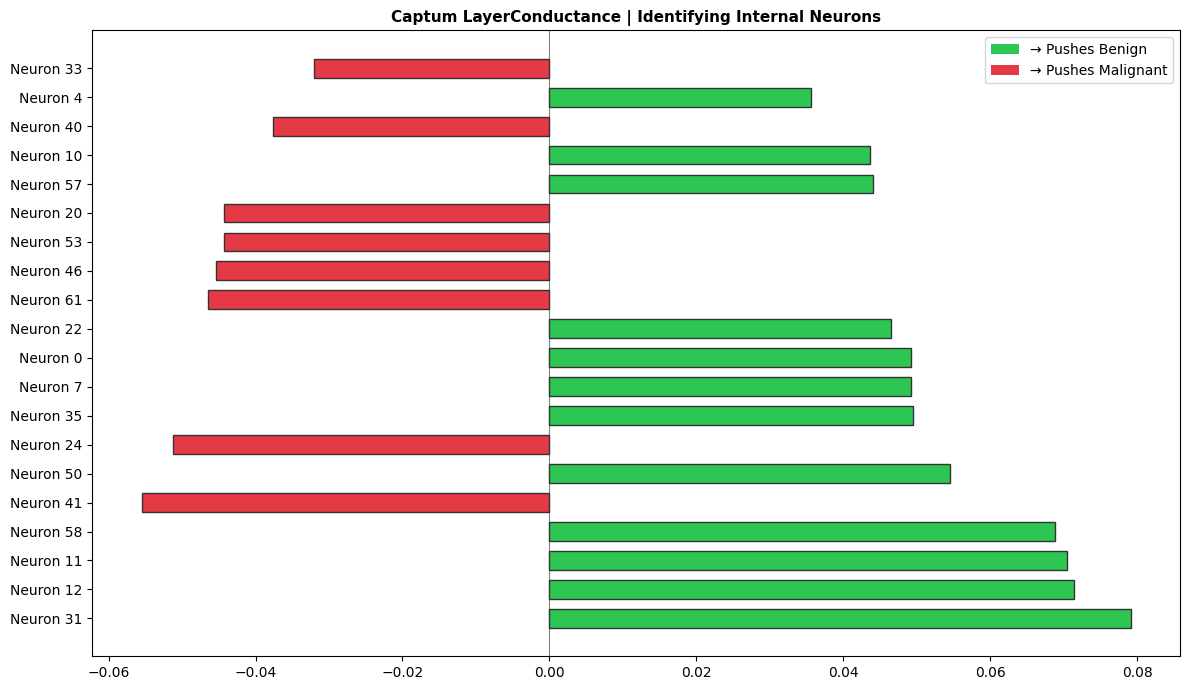 Captum LayerConductance | Identifying Internal Neurons
→ Pushes Benign
→ Pushes Malignant
Neuron 33
Neuron 4
Neuron 40
Neuron 10
Neuron 57
Neuron 20
Neuron 53
Neuron 46
Neuron 61
Neuron 22
Neuron 0
Neuron 7
Neuron 35
Neuron 24
Neuron 50
Neuron 41
Neuron 58
Neuron 11
Neuron 12
Neuron 31
−0.06 −0.04 −0.02 0.00 0.02 0.04 0.06 0.08